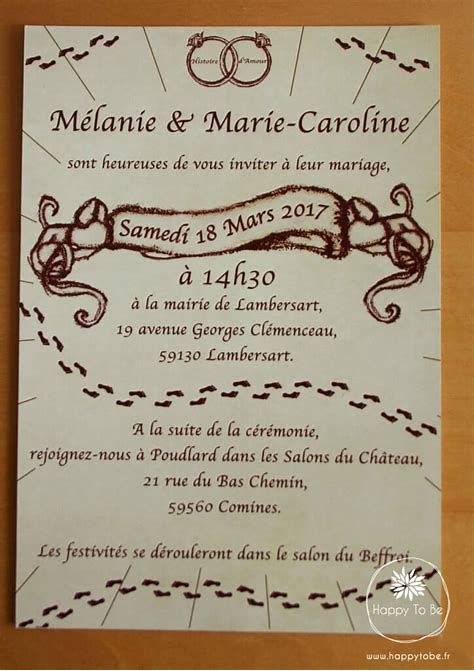 Histoire d'Amour
Mélanie & Marie-Caroline
sont heureuses de vous inviter à leur mariage,
Samedi 18 Mars 2017
à 14h30
à la mairie de Lambersart,
19 avenue Georges Clémenceau,
59130 Lambersart.
A la suite de la cérémonie,
rejoignez-nous à Poudlard dans les Salons du Château,
21 rue du Bas Chemin,
59560 Comines.
Les festivités se dérouleront dans le salon du Beffroi.
Happy To Be
www.happytobe.fr